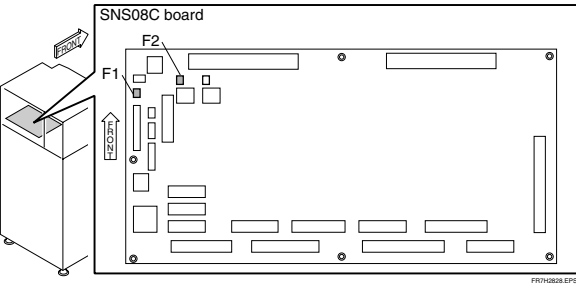 SNS08C board
FRONT
F2
F1
FRONT
FR7H2828.EPS